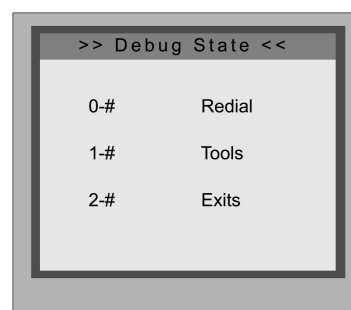 >> Debug State <<
0-# Redial
1-# Tools
2-# Exits